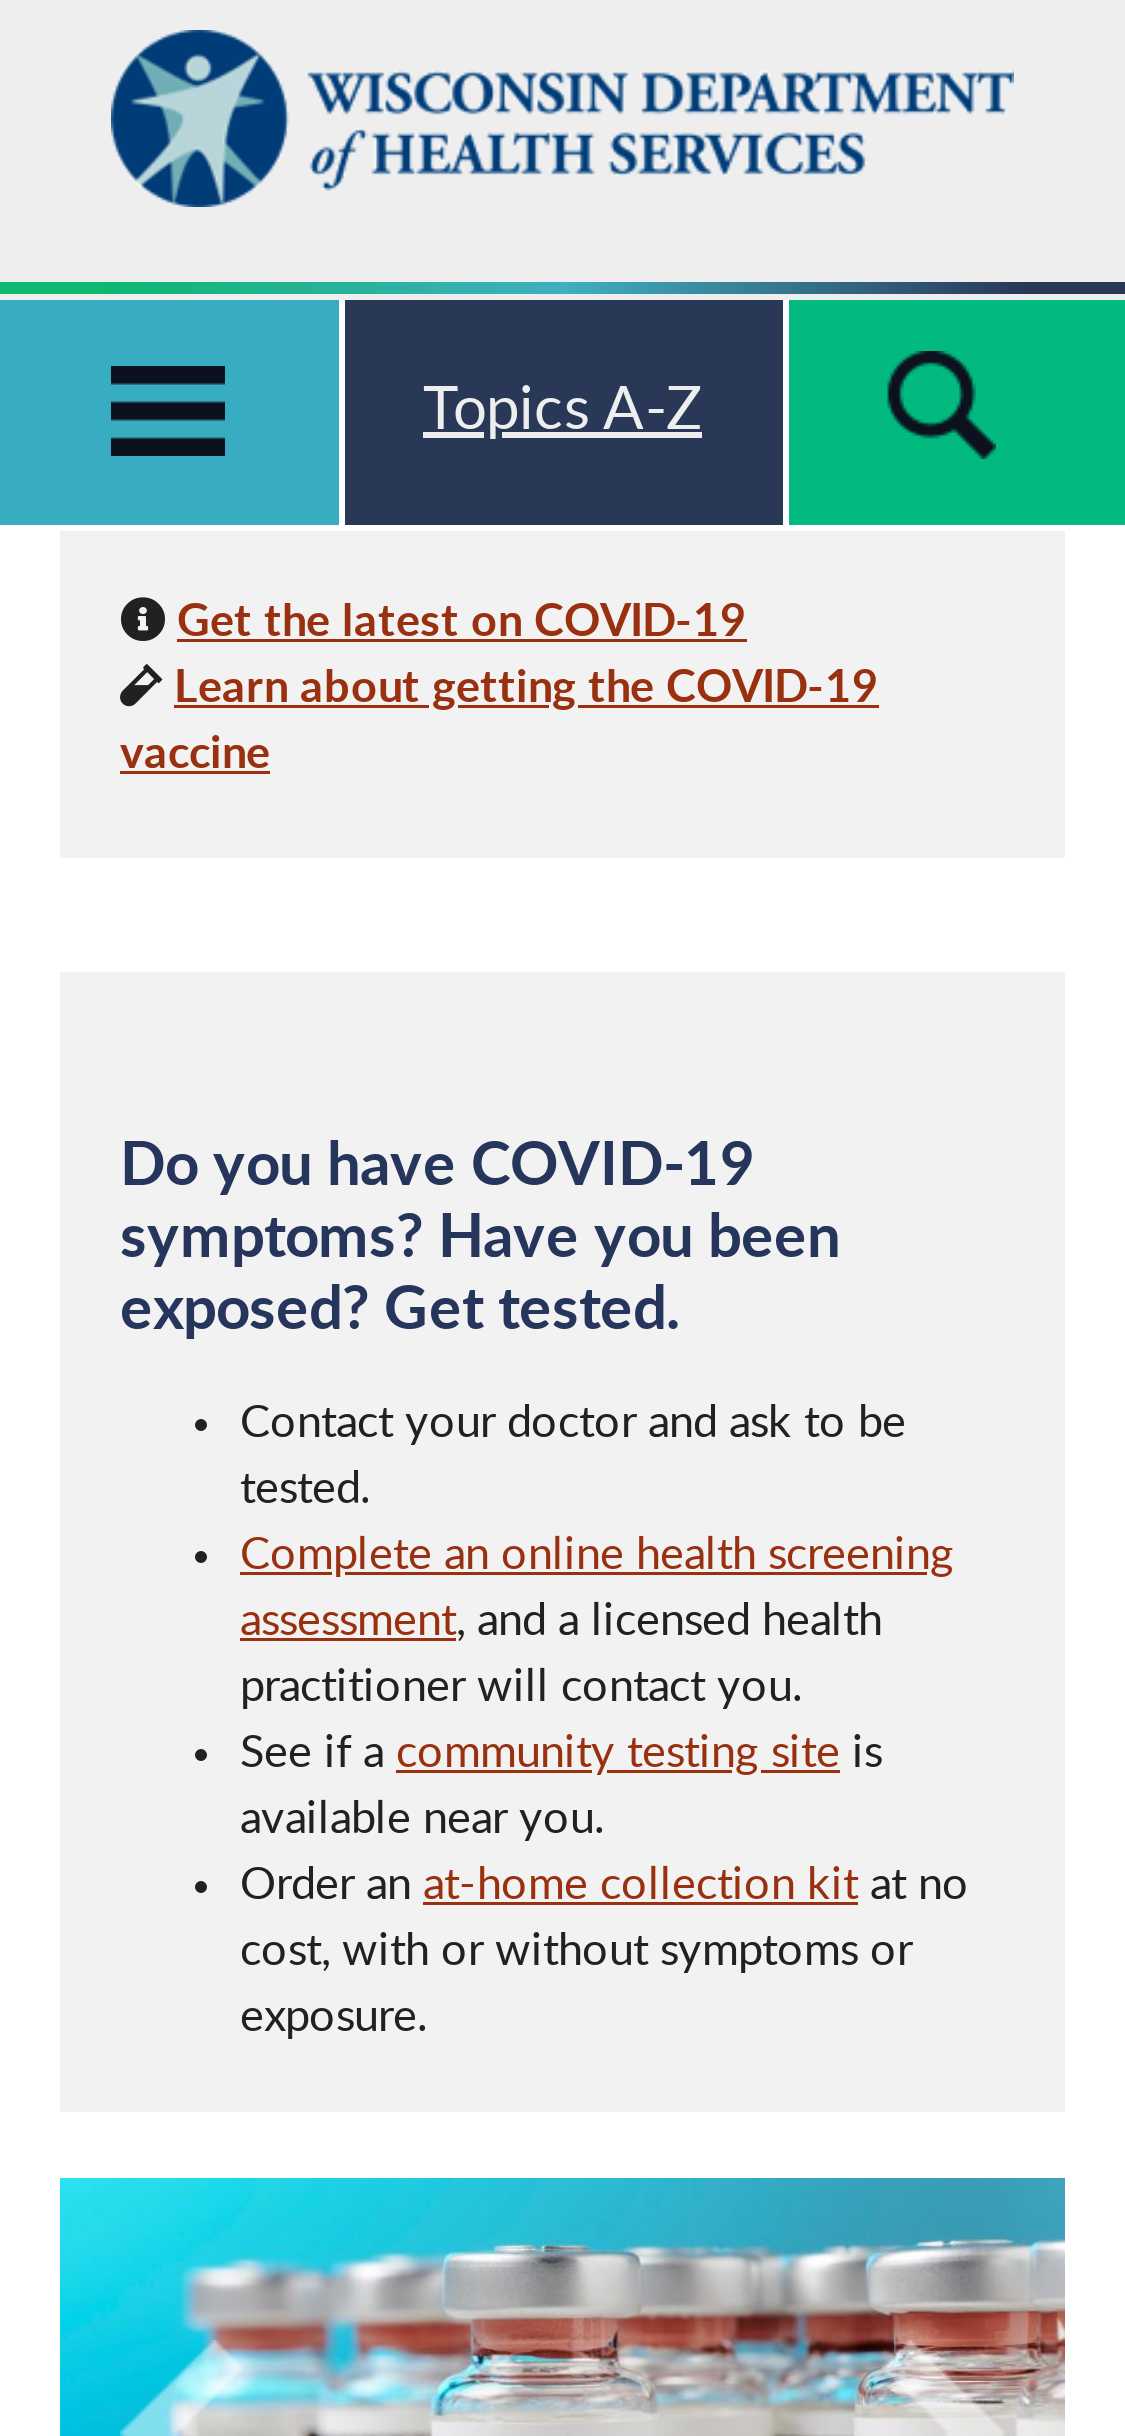 WISCONSIN DEPARTMENT
of HEALTH SERVICES
Topics A-Z
Get the latest on COVID-19
Learn about getting the COVID-19
vaccine
Do you have COVID-19
symptoms? Have you been
exposed? Get tested.
• Contact your doctor and ask to be
tested.
• Complete an online health screening
assessment, and a licensed health
practitioner will contact you.
• See if a community testing site is
available near you.
• Order an at-home collection kit at no
cost, with or without symptoms or
exposure.